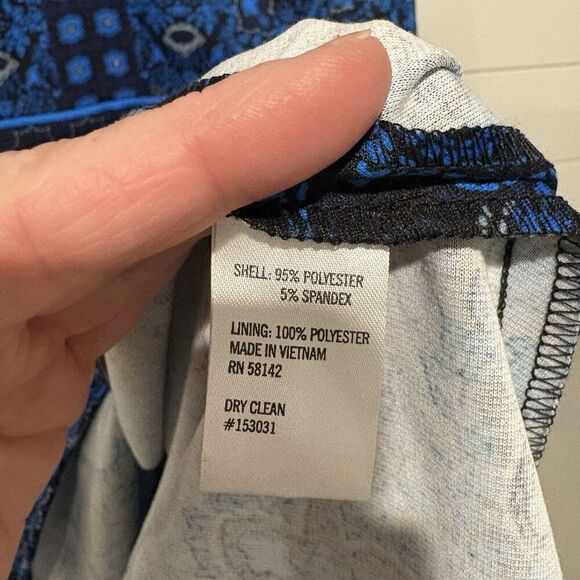 SHELL: 95% POLYESTER
5% SPANDEX
LINING: 100% POLYESTER
MADE IN VIETNAM
RN 58142
DRY CLEAN
#153031